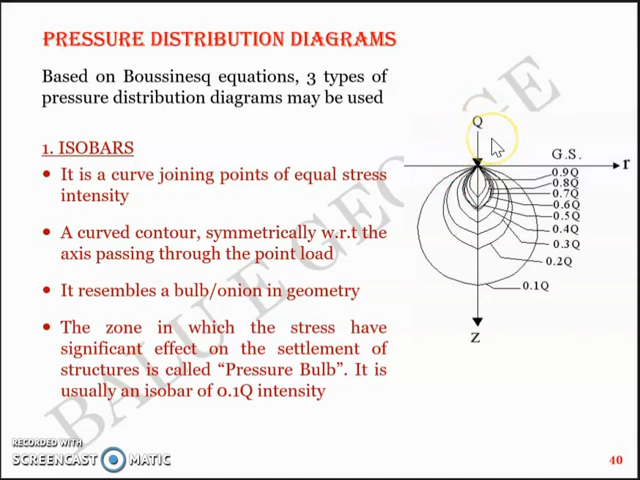 PRESSURE DISTRIBUTION DIAGRAMS
Based on Boussinesq equations, 3 types of
pressure distribution diagrams may be used
1. ISOBARS
• It is a curve joining points of equal stress
intensity
• A curved contour, symmetrically w.r.t the
axis passing through the point load
• It resembles a bulb/onion in geometry
• The zone in which the stress have
significant effect on the settlement of
structures is called “Pressure Bulb”. It is
usually an isobar of 0.1Q intensity
Q
G.S.
r
0.9Q
0.8Q
0.7Q
0.6Q
0.5Q
0.4Q
0.3Q
0.2Q
0.1Q
Z
BALU E GEORGE
RECORDED WITH
SCREENCAST MATIC
40